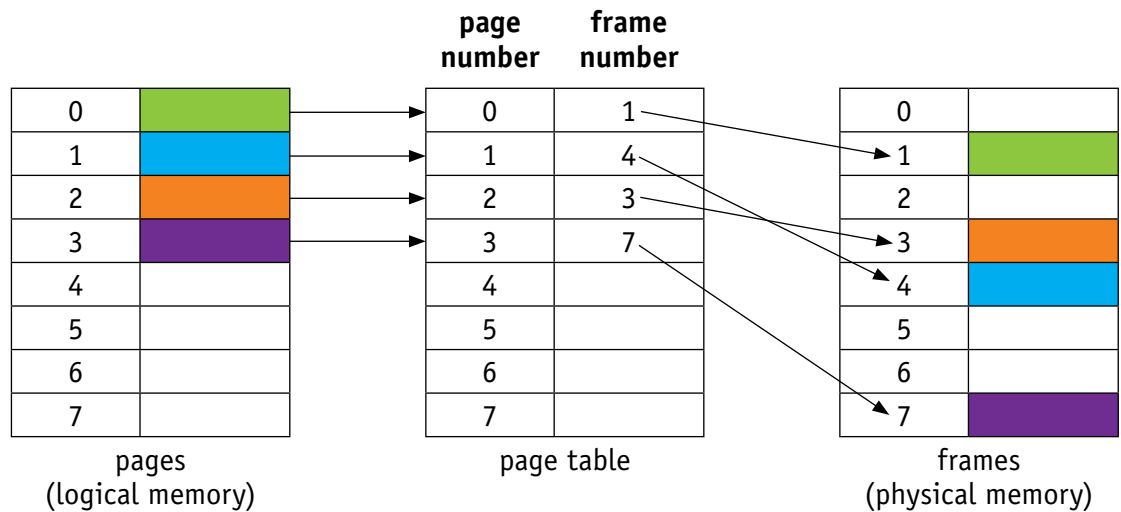 page frame
number number
0 0 1 0
1 1 4 1
2 2 3 2
3 3 7 3
4 4 4
5 5 5
6 6 6
7 7 7
pages page table frames
(logical memory) (physical memory)